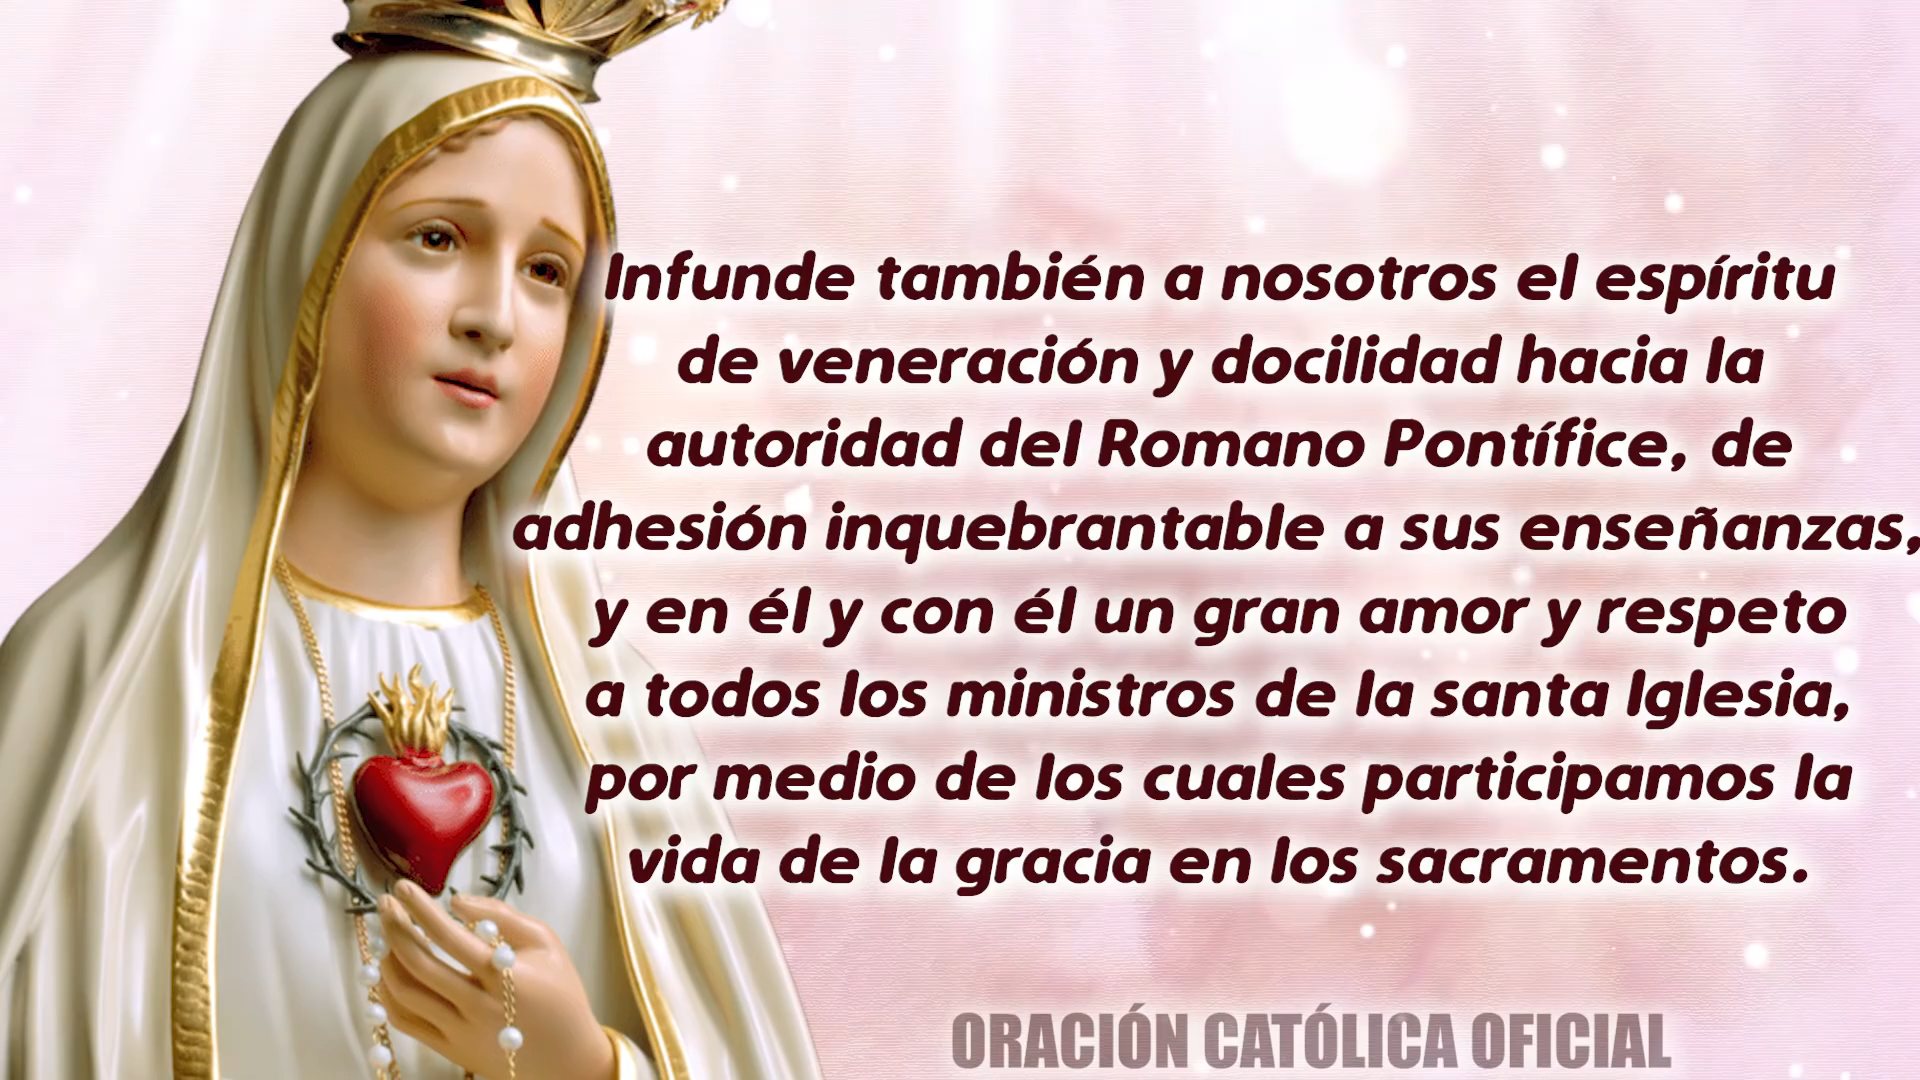 Infunde también a nosotros el espíritu
de veneración y docilidad hacia la
autoridad del Romano Pontífice, de
adhesión inquebrantable a sus enseñanzas,
y en él y con él un gran amor y respeto
a todos los ministros de la santa Iglesia,
por medio de los cuales participamos la
vida de la gracia en los sacramentos.
ORACIÓN CATÓLICA OFICIAL